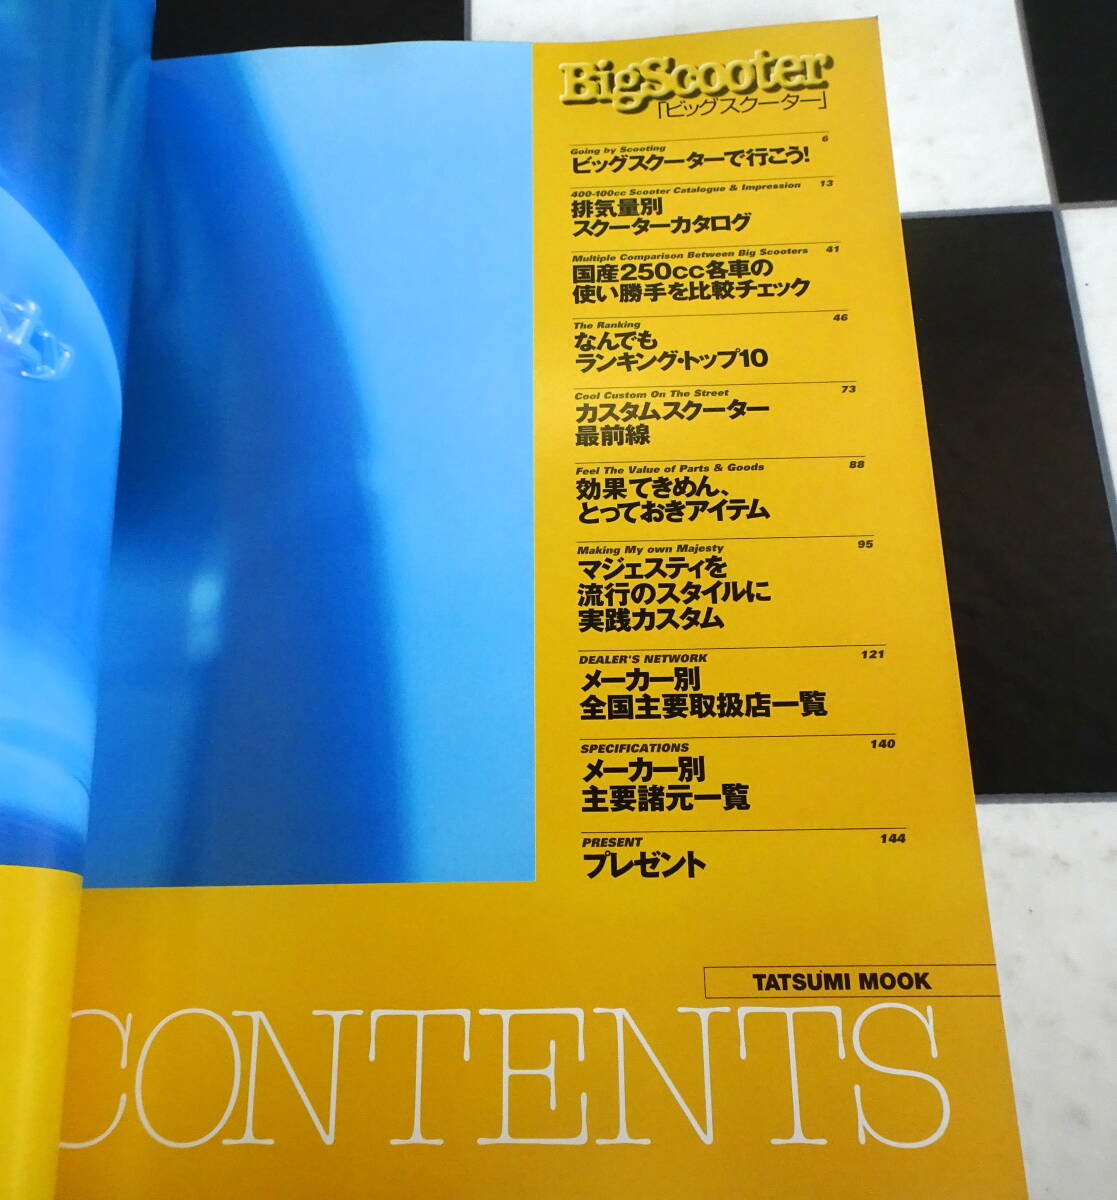 BigScooter
「ビッグスクーター」
Going by Scooting 6
ビッグスクーターで行こう!
400-100cc Scooter Catalogue & Impression 13
排気量別
スクーターカタログ
Multiple Comparison Between Big Scooters 41
国産250cc各車の
使い勝手を比較チェック
The Ranking 46
なんでも
ランキング・トップ10
Cool Custom On The Street 73
カスタムスクーター
最前線
Feel The Value of Parts & Goods 88
効果てきめん、
とっておきアイテム
Making My own Majesty 95
マジェスティを
流行のスタイルに
実践カスタム
DEALER'S NETWORK 121
メーカー別
全国主要取扱店一覧
SPECIFICATIONS 140
メーカー別
主要諸元一覧
PRESENT 144
プレゼント
TATSUMI MOOK
CONTENTS